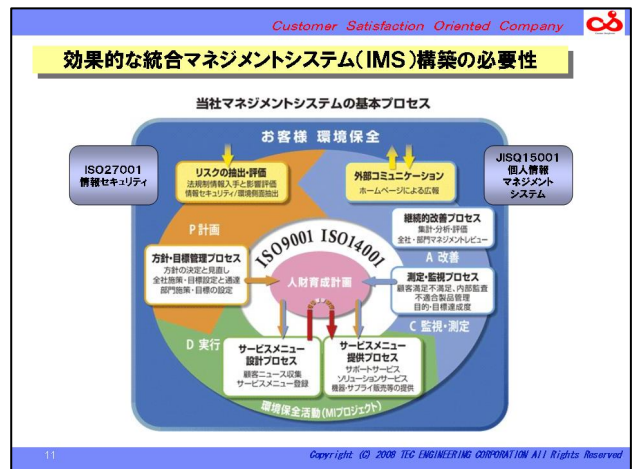 Customer Satisfaction Oriented Company
効果的な統合マネジメントシステム(IMS)構築の必要性
当社マネジメントシステムの基本プロセス
お客様 環境保全
ISO27001
情報セキュリティ
JISQ15001
個人情報
マネジメント
システム
リスクの抽出・評価
法規制情報入手と影響評価
情報セキュリティ/環境側面抽出
外部コミュニケーション
ホームページによる広報
P 計画
継続的改善プロセス
集計・分析・評価
全社・部門マネジメントレビュー
A 改善
ISO9001 ISO14001
方針・目標管理プロセス
方針の決定と見直し
全社施策・目標設定と通達
部門施策・目標の設定
人財育成計画
測定・監視プロセス
顧客満足不満足、内部監査
不適合製品管理
目的・目標達成度
C 監視・測定
D 実行
サービスメニュー
設計プロセス
顧客ニュース収集
サービスメニュー登録
サービスメニュー
提供プロセス
サポートサービス
ソリューションサービス
機器・サプライ販売等の提供
環境保全活動(MIプロジェクト)
11
Copyright (C) 2008 TEC ENGINEERING CORPORATION All Rights Reserved